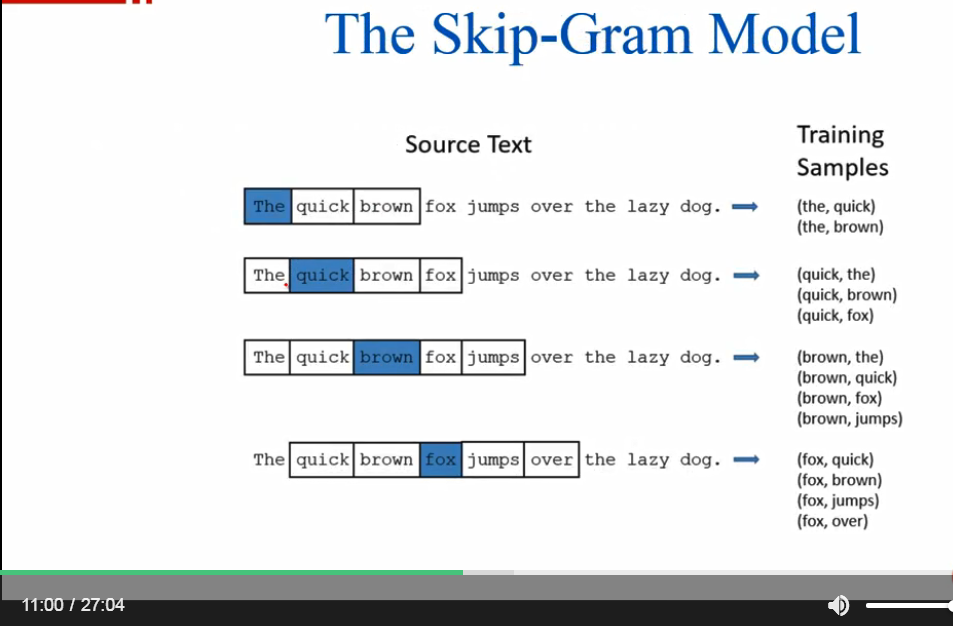 The Skip-Gram Model
Source Text
Training
Samples
The quick brown fox jumps over the lazy dog.
(the, quick)
(the, brown)
The quick brown fox jumps over the lazy dog.
(quick, the)
(quick, brown)
(quick, fox)
The quick brown fox jumps over the lazy dog.
(brown, the)
(brown, quick)
(brown, fox)
(brown, jumps)
The quick brown fox jumps over the lazy dog.
(fox, quick)
(fox, brown)
(fox, jumps)
(fox, over)
11:00 / 27:04